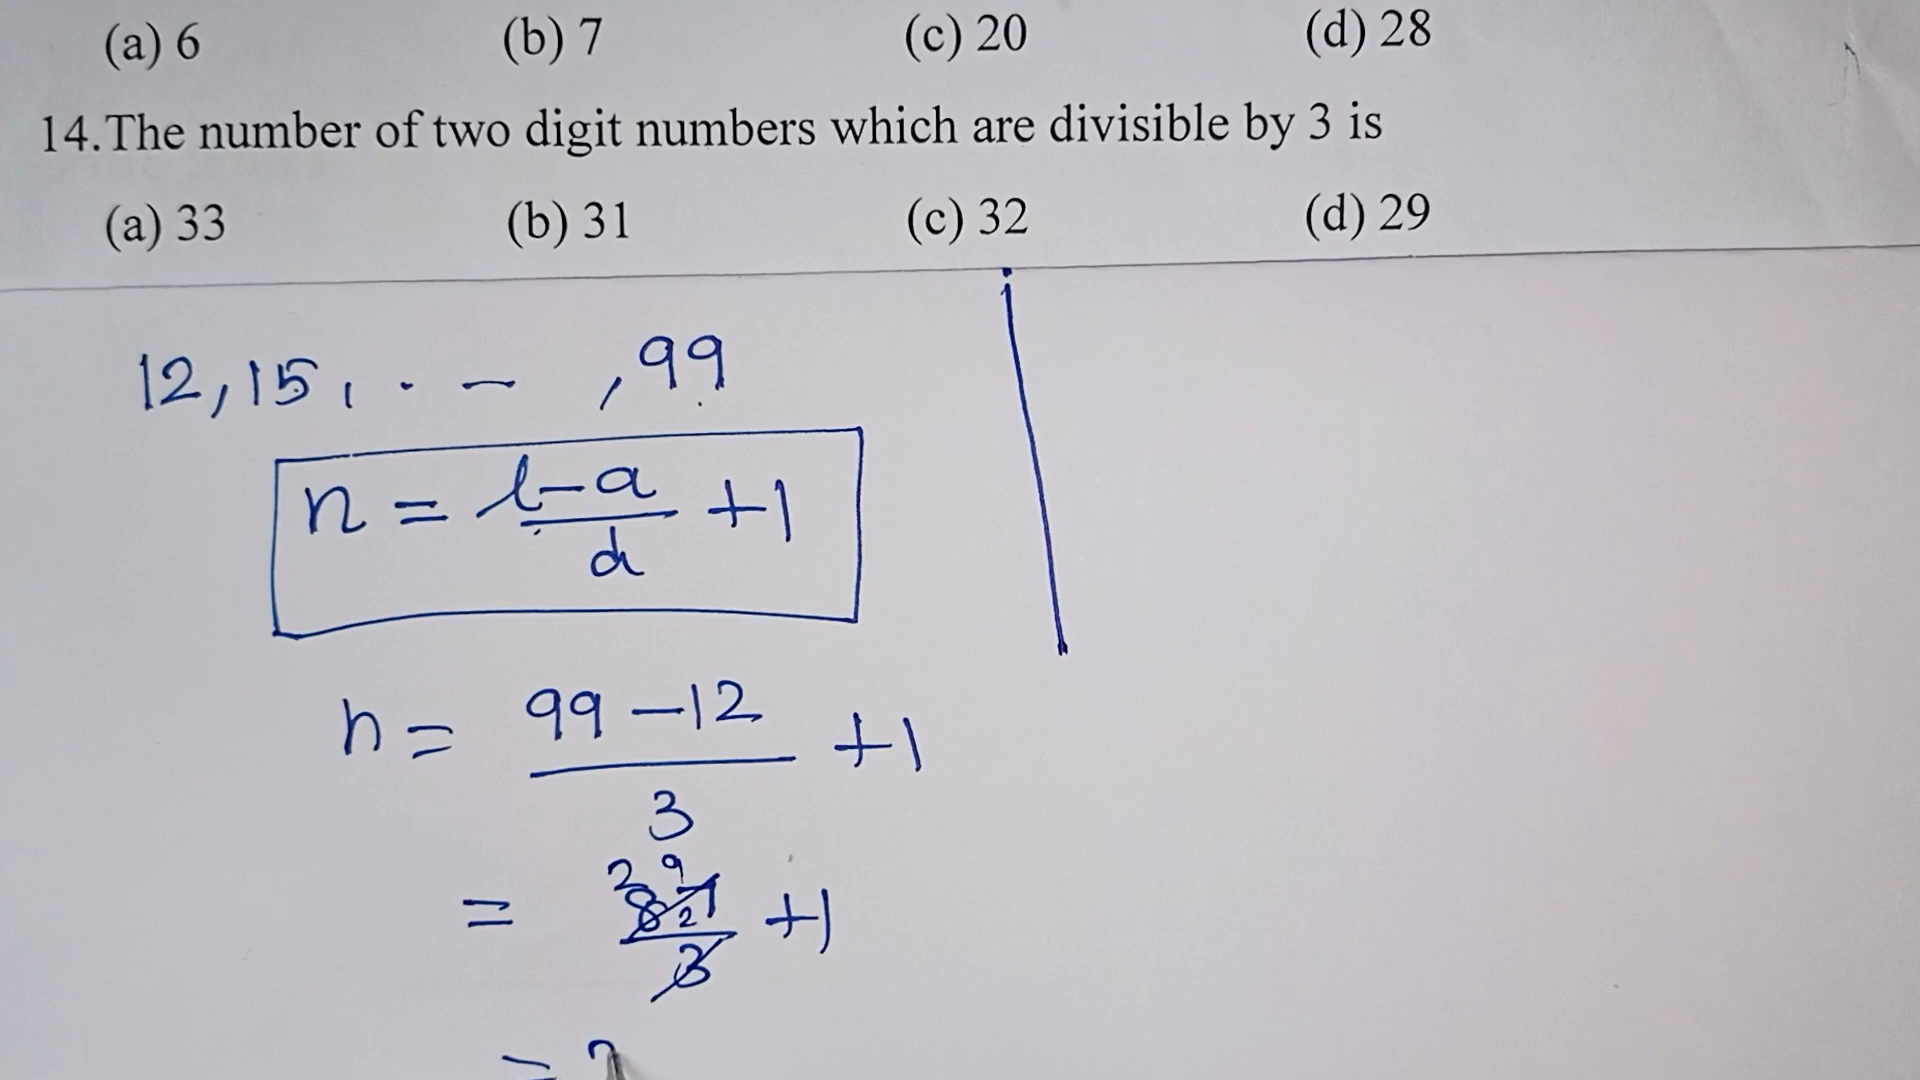 (a) 6 (b) 7 (c) 20 (d) 28
14. The number of two digit numbers which are divisible by 3 is
(a) 33 (b) 31 (c) 32 (d) 29
12, 15, . - , 99
n = l-a/d +1
n = 99-12/3 +1
= 87/3 +1
=